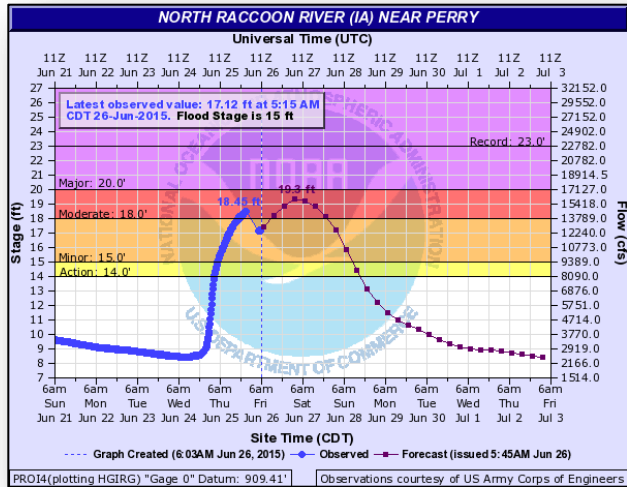 NORTH RACCOON RIVER (IA) NEAR PERRY
Universal Time (UTC)
11Z 11Z 11Z 11Z 11Z 11Z 11Z 11Z 11Z 11Z 11Z 11Z 11Z
Jun 21 Jun 22 Jun 23 Jun 24 Jun 25 Jun 26 Jun 27 Jun 28 Jun 29 Jun 30 Jul 1 Jul 2 Jul 3
Latest observed value: 17.12 ft at 5:15 AM
CDT 26-Jun-2015. Flood Stage is 15 ft
Record: 23.0'
Major: 20.0'
Moderate: 18.0'
Minor: 15.0'
Action: 14.0'
18.45 ft
19.3 ft
NOAA
NATIONAL OCEANIC AND ATMOSPHERIC ADMINISTRATION
U.S. DEPARTMENT OF COMMERCE
Stage (ft)
27
26
25
24
23
22
21
20
19
18
17
16
15
14
13
12
11
10
9
8
7
Flow (cfs)
32152.0
29552.0
27152.0
24902.0
22782.0
20782.0
18914.5
17127.0
15418.0
13789.0
12240.0
10773.0
9389.0
8090.0
6876.0
5751.0
4714.0
3770.0
2919.0
2166.0
1514.0
6am 6am 6am 6am 6am 6am 6am 6am 6am 6am 6am 6am 6am
Sun Mon Tue Wed Thu Fri Sat Sun Mon Tue Wed Thu Fri
Jun 21 Jun 22 Jun 23 Jun 24 Jun 25 Jun 26 Jun 27 Jun 28 Jun 29 Jun 30 Jul 1 Jul 2 Jul 3
Site Time (CDT)
Graph Created (6:03AM Jun 26, 2015) Observed Forecast (issued 5:45AM Jun 26)
PROI4(plotting HGIRG) "Gage 0" Datum: 909.41'
Observations courtesy of US Army Corps of Engineers